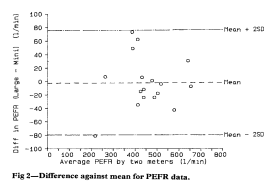 Diff in PEFR (Large - Mini) (l/min)
100
80
60
40
20
0
-20
-40
-60
-80
-100
Mean + 2SD
Mean
Mean - 2SD
0 100 200 300 400 500 600 700 800
Average PEFR by two meters (l/min)
Fig 2—Difference against mean for PEFR data.